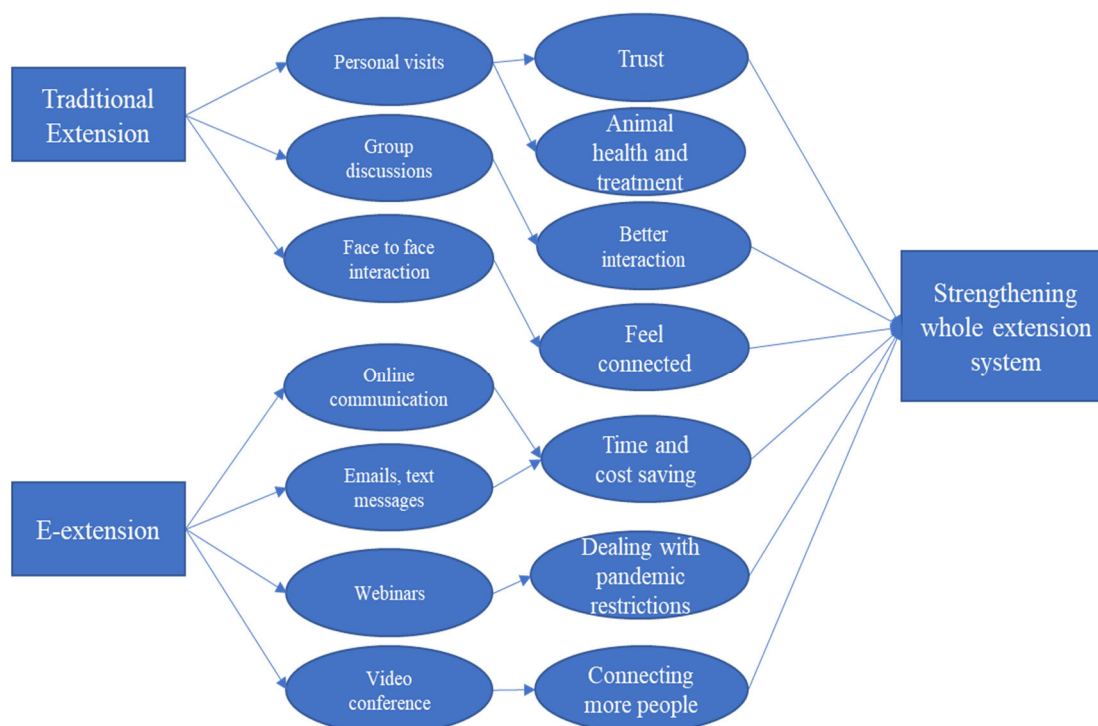 Traditional
Extension
Personal visits
Group
discussions
Face to face
interaction
Trust
Animal
health and
treatment
Better
interaction
Feel
connected
E-extension
Online
communication
Emails, text
messages
Webinars
Video
conference
Time and
cost saving
Dealing with
pandemic
restrictions
Connecting
more people
Strengthening
whole extension
system